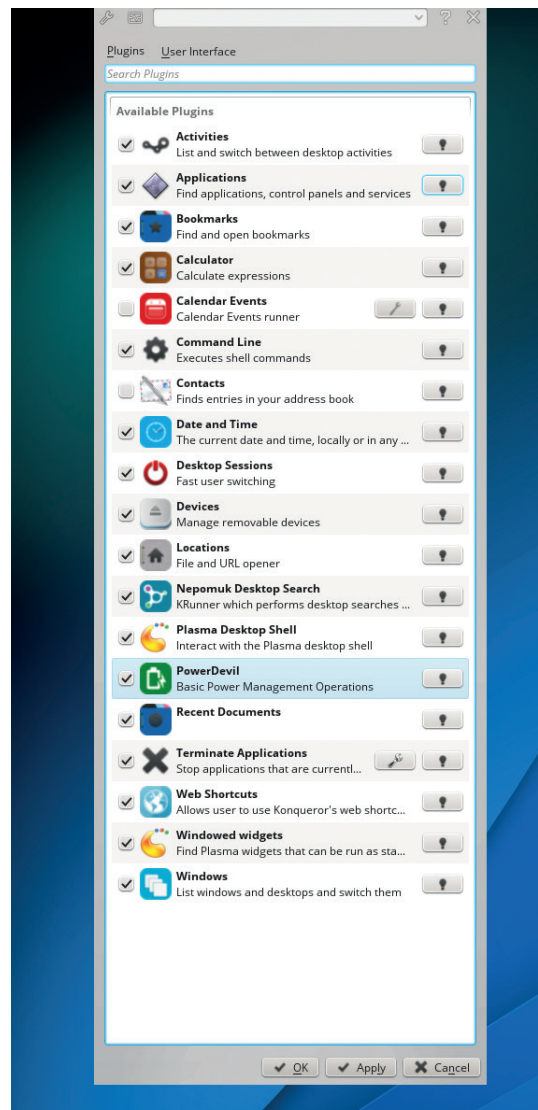 Plugins User Interface
Search Plugins
Available Plugins
Activities
List and switch between desktop activities
Applications
Find applications, control panels and services
Bookmarks
Find and open bookmarks
Calculator
Calculate expressions
Calendar Events
Calendar Events runner
Command Line
Executes shell commands
Contacts
Finds entries in your address book
Date and Time
The current date and time, locally or in any ...
Desktop Sessions
Fast user switching
Devices
Manage removable devices
Locations
File and URL opener
Nepomuk Desktop Search
KRunner which performs desktop searches ...
Plasma Desktop Shell
Interact with the Plasma desktop shell
PowerDevil
Basic Power Management Operations
Recent Documents
Terminate Applications
Stop applications that are currentl...
Web Shortcuts
Allows user to use Konqueror's web shortc...
Windowed widgets
Find Plasma widgets that can be run as sta...
Windows
List windows and desktops and switch them
OK Apply Cancel